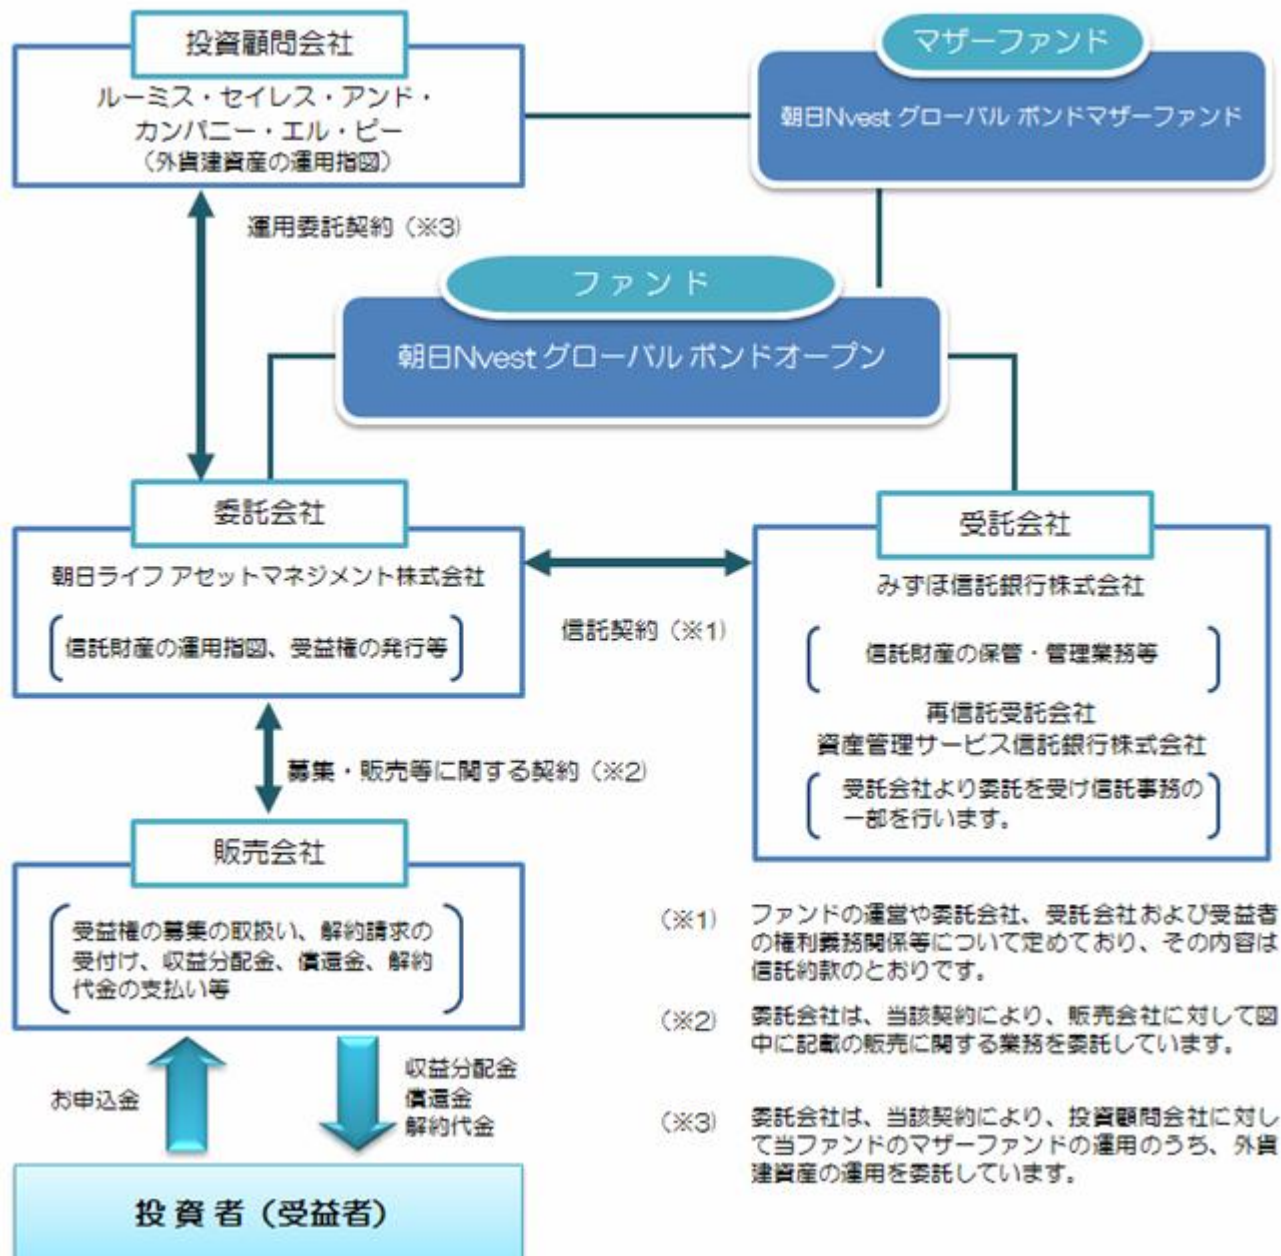 投資顧問会社
ルーミス・セイレス・アンド・
カンパニー・エル・ピー
（外貨建資産の運用指図）
マザーファンド
朝日Nvest グローバル ボンドマザーファンド
運用委託契約（※3）
ファンド
朝日Nvest グローバル ボンドオープン
委託会社
朝日ライフ アセットマネジメント株式会社
信託財産の運用指図、受益権の発行等
信託契約（※1）
受託会社
みずほ信託銀行株式会社
信託財産の保管・管理業務等
再信託受託会社
資産管理サービス信託銀行株式会社
受託会社より委託を受け信託事務の
一部を行います。
募集・販売等に関する契約（※2）
販売会社
受益権の募集の取扱い、解約請求の
受付け、収益分配金、償還金、解約
代金の支払い等
お申込金
収益分配金
償還金
解約代金
投資者（受益者）
（※1） ファンドの運営や委託会社、受託会社および受益者
の権利義務関係等について定めており、その内容は
信託約款のとおりです。
（※2） 委託会社は、当該契約により、販売会社に対して図
中に記載の販売に関する業務を委託しています。
（※3） 委託会社は、当該契約により、投資顧問会社に対し
て当ファンドのマザーファンドの運用のうち、外貨
建資産の運用を委託しています。